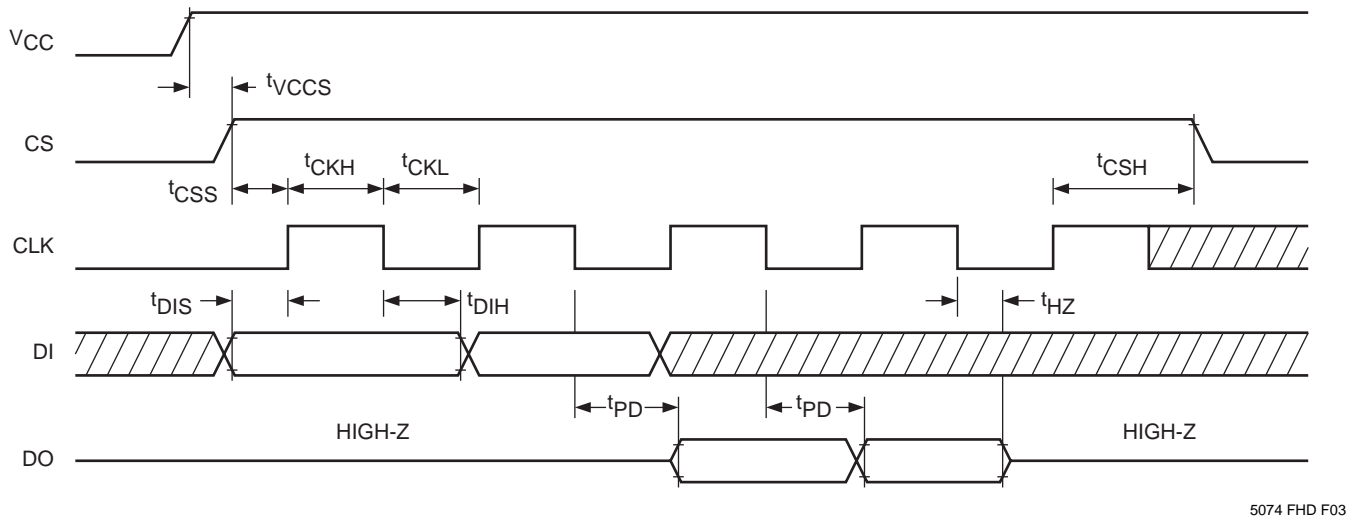 VCC
tVCCS
CS
tCSS
tCKH
tCKL
tCSH
CLK
tDIS
tDIH
tHZ
DI
tPD
tPD
HIGH-Z
HIGH-Z
DO
5074 FHD F03